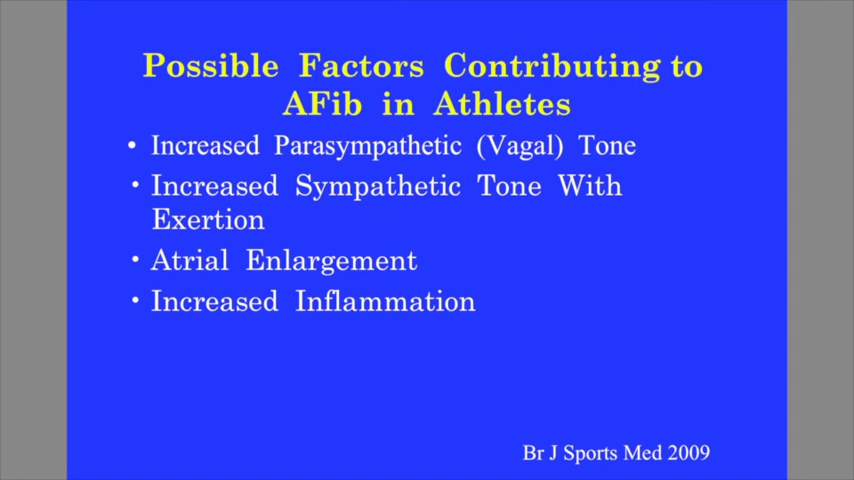 Possible Factors Contributing to
AFib in Athletes
• Increased Parasympathetic (Vagal) Tone
• Increased Sympathetic Tone With
Exertion
• Atrial Enlargement
• Increased Inflammation
Br J Sports Med 2009